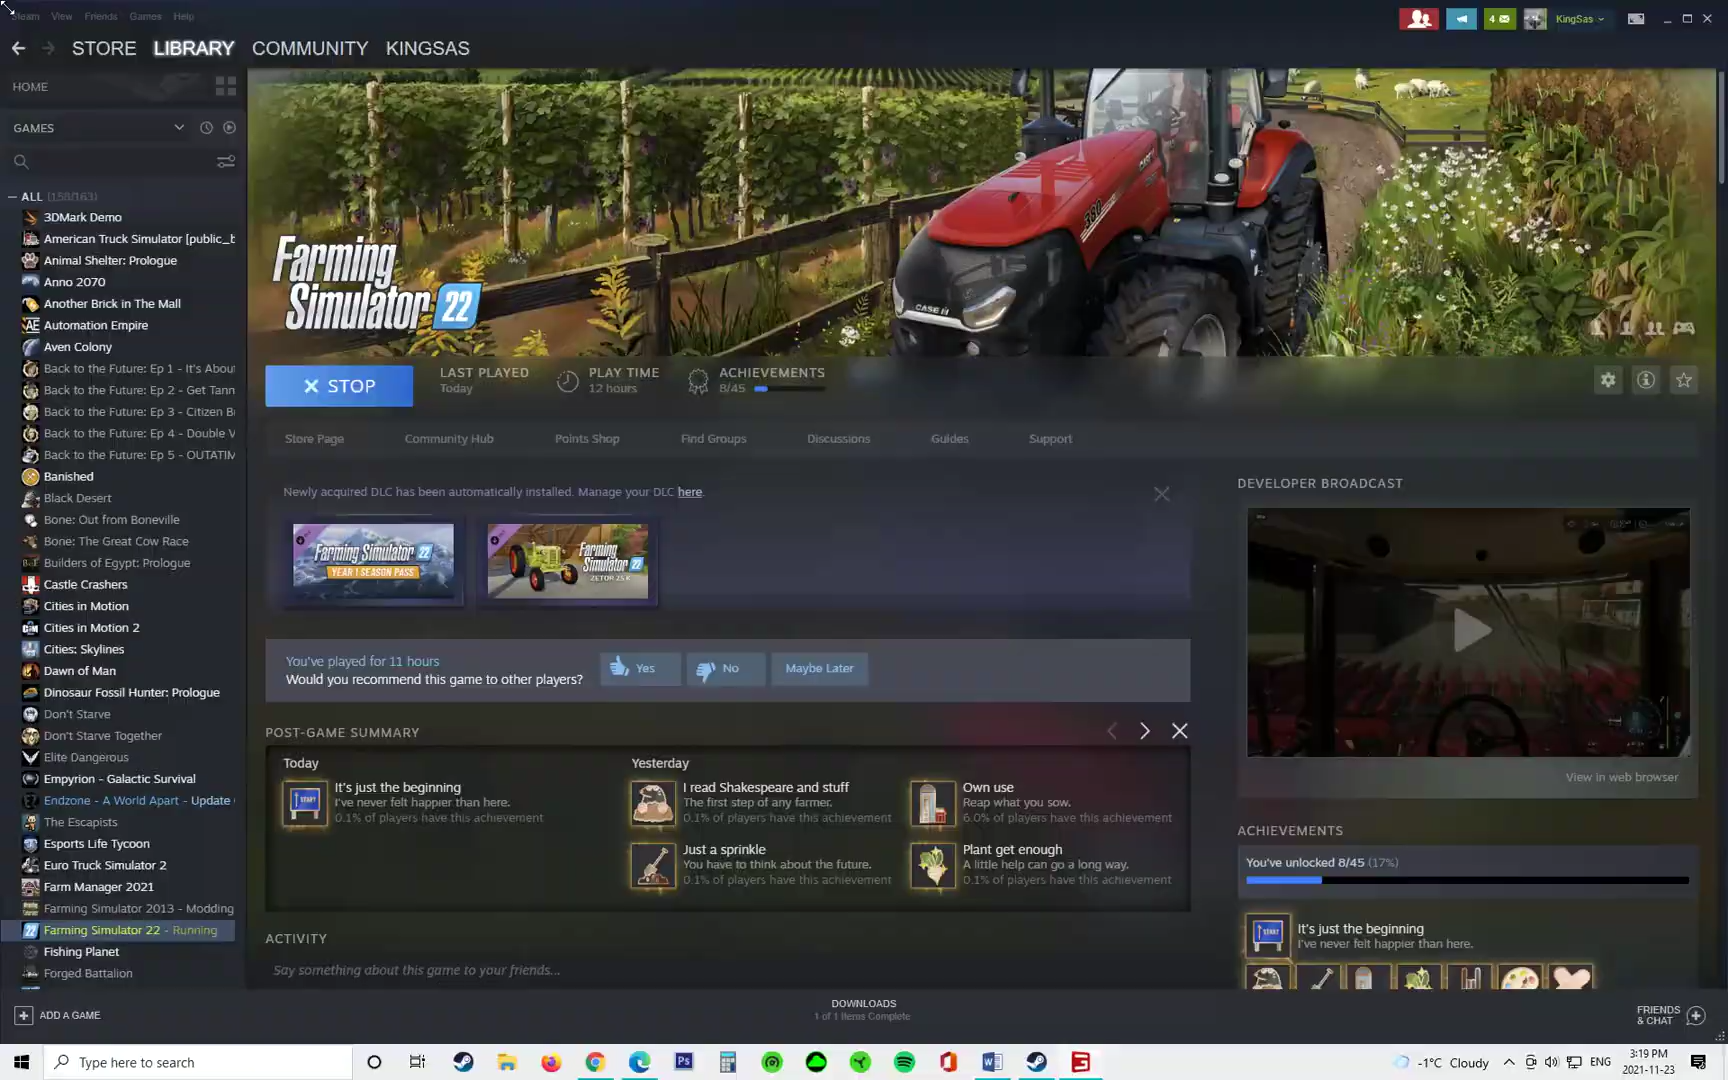 Steam View Friends Games Help
4
KingSas
STORE LIBRARY COMMUNITY KINGSAS
HOME
GAMES
ALL (158/163)
3DMark Demo
American Truck Simulator [public_b
Animal Shelter: Prologue
Anno 2070
Another Brick in The Mall
Automation Empire
Aven Colony
Back to the Future: Ep 1 - It's Abou
Back to the Future: Ep 2 - Get Tann
Back to the Future: Ep 3 - Citizen B
Back to the Future: Ep 4 - Double V
Back to the Future: Ep 5 - OUTATIM
Banished
Black Desert
Bone: Out from Boneville
Bone: The Great Cow Race
Builders of Egypt: Prologue
Castle Crashers
Cities in Motion
Cities in Motion 2
Cities: Skylines
Dawn of Man
Dinosaur Fossil Hunter: Prologue
Don't Starve
Don't Starve Together
Elite Dangerous
Empyrion - Galactic Survival
Endzone - A World Apart - Update
The Escapists
Esports Life Tycoon
Euro Truck Simulator 2
Farm Manager 2021
Farming Simulator 2013 - Modding
Farming Simulator 22 - Running
Fishing Planet
Forged Battalion
Farming
Simulator 22
CASE IH
380
STOP
LAST PLAYED
Today
PLAY TIME
12 hours
ACHIEVEMENTS
8/45
Store Page Community Hub Points Shop Find Groups Discussions Guides Support
Newly acquired DLC has been automatically installed. Manage your DLC here.
Farming Simulator 22
YEAR 1 SEASON PASS
Farming
Simulator 22
ZETOR 25 K
You've played for 11 hours
Would you recommend this game to other players?
Yes No Maybe Later
POST-GAME SUMMARY
Today
START
It's just the beginning
I've never felt happier than here.
0.1% of players have this achievement
Yesterday
I read Shakespeare and stuff
The first step of any farmer.
0.1% of players have this achievement
Own use
Reap what you sow.
6.0% of players have this achievement
Just a sprinkle
You have to think about the future.
0.1% of players have this achievement
Plant get enough
A little help can go a long way.
0.1% of players have this achievement
ACTIVITY
Say something about this game to your friends...
DEVELOPER BROADCAST
View in web browser
ACHIEVEMENTS
You've unlocked 8/45 (17%)
START
It's just the beginning
I've never felt happier than here.
ADD A GAME
DOWNLOADS
1 of 1 Items Complete
FRIENDS
& CHAT
Type here to search
Ps
-1°C Cloudy
ENG
3:19 PM
2021-11-23